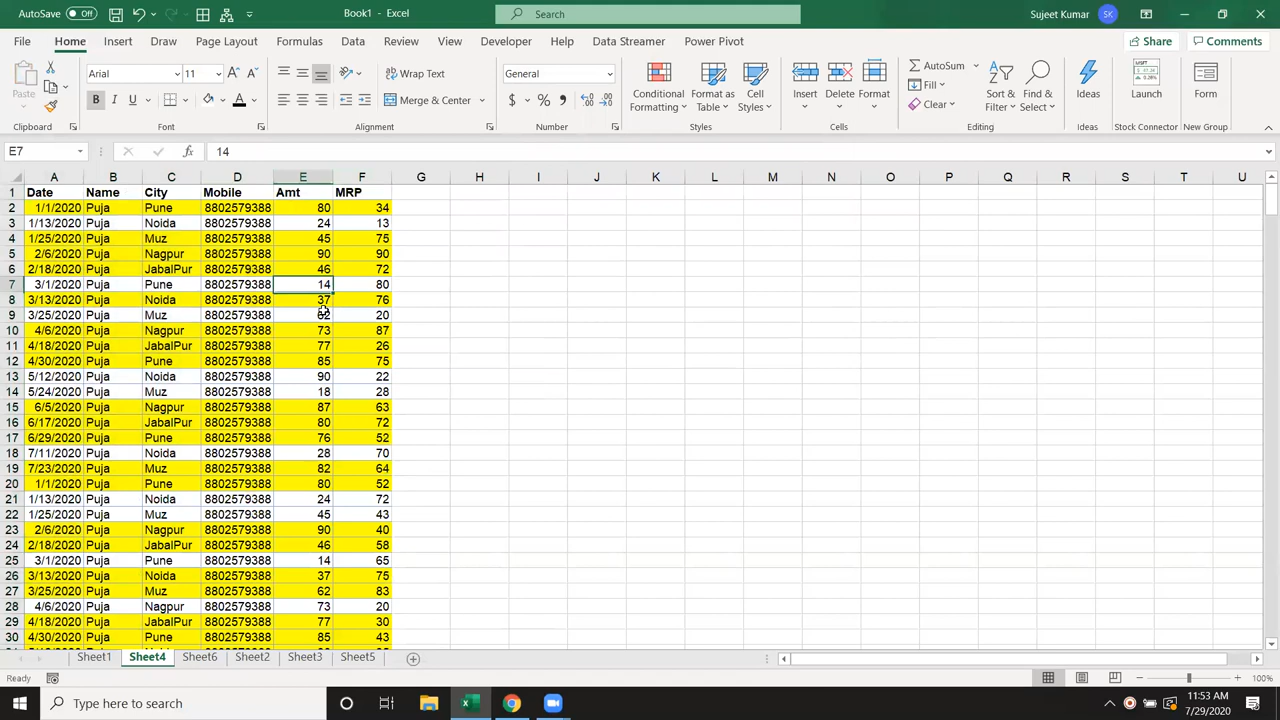 AutoSave Off Book1 - Excel Search Sujeet Kumar SK
File Home Insert Draw Page Layout Formulas Data Review View Developer Help Data Streamer Power Pivot Share Comments
Paste Arial 11 Wrap Text General Conditional Formatting Format as Table Cell Styles Insert Delete Format AutoSum Fill Clear Sort & Filter Find & Select Ideas Launch Form
B I U A Merge & Center $ % ,
Clipboard Font Alignment Number Styles Cells Editing Ideas Stock Connector New Group
E7 fx 14
A B C D E F G H I J K L M N O P Q R S T U
1 Date Name City Mobile Amt MRP
2 1/1/2020 Puja Pune 8802579388 80 34
3 1/13/2020 Puja Noida 8802579388 24 13
4 1/25/2020 Puja Muz 8802579388 45 75
5 2/6/2020 Puja Nagpur 8802579388 90 90
6 2/18/2020 Puja JabalPur 8802579388 46 72
7 3/1/2020 Puja Pune 8802579388 14 80
8 3/13/2020 Puja Noida 8802579388 37 76
9 3/25/2020 Puja Muz 8802579388 62 20
10 4/6/2020 Puja Nagpur 8802579388 73 87
11 4/18/2020 Puja JabalPur 8802579388 77 26
12 4/30/2020 Puja Pune 8802579388 85 75
13 5/12/2020 Puja Noida 8802579388 90 22
14 5/24/2020 Puja Muz 8802579388 18 28
15 6/5/2020 Puja Nagpur 8802579388 87 63
16 6/17/2020 Puja JabalPur 8802579388 80 72
17 6/29/2020 Puja Pune 8802579388 76 52
18 7/11/2020 Puja Noida 8802579388 28 70
19 7/23/2020 Puja Muz 8802579388 82 64
20 1/1/2020 Puja Pune 8802579388 80 52
21 1/13/2020 Puja Noida 8802579388 24 72
22 1/25/2020 Puja Muz 8802579388 45 43
23 2/6/2020 Puja Nagpur 8802579388 90 40
24 2/18/2020 Puja JabalPur 8802579388 46 58
25 3/1/2020 Puja Pune 8802579388 14 65
26 3/13/2020 Puja Noida 8802579388 37 75
27 3/25/2020 Puja Muz 8802579388 62 83
28 4/6/2020 Puja Nagpur 8802579388 73 20
29 4/18/2020 Puja JabalPur 8802579388 77 30
30 4/30/2020 Puja Pune 8802579388 85 43
Sheet1 Sheet4 Sheet6 Sheet2 Sheet3 Sheet5
Ready 100%
Type here to search 11:53 AM
7/29/2020